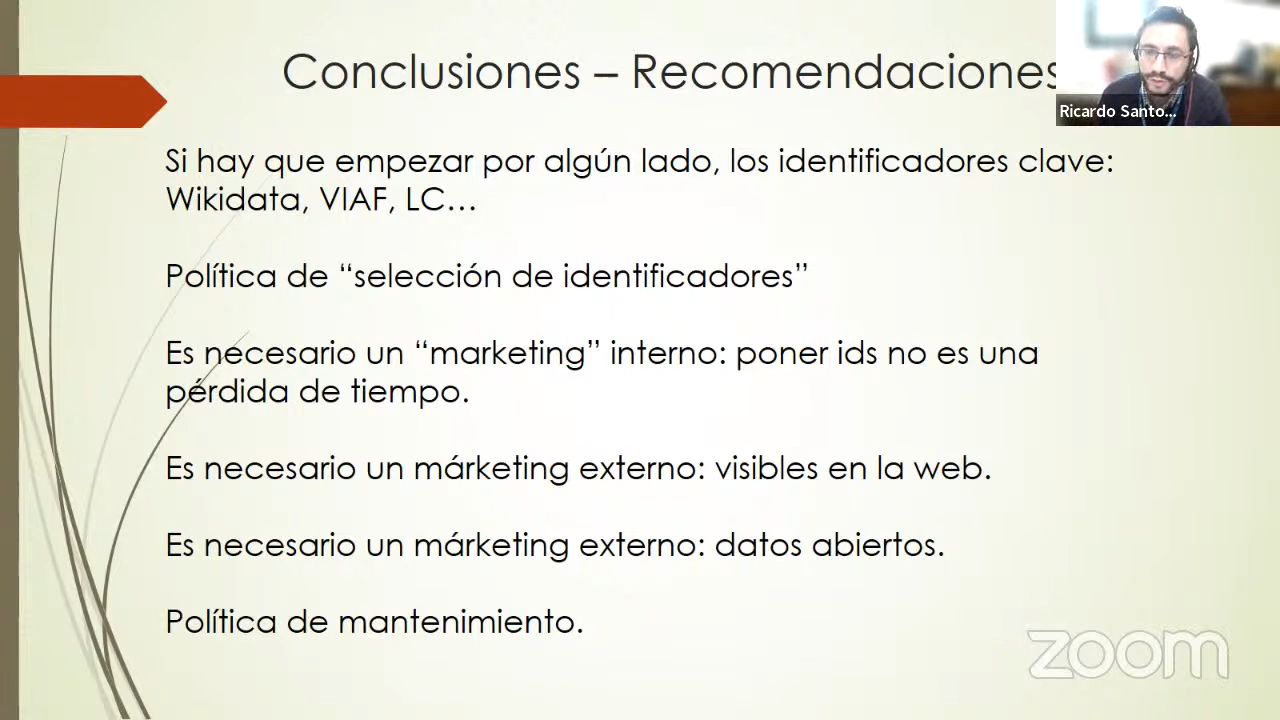 Conclusiones – Recomendaciones
Ricardo Santo...
Si hay que empezar por algún lado, los identificadores clave:
Wikidata, VIAF, LC…
Política de “selección de identificadores”
Es necesario un “marketing” interno: poner ids no es una
pérdida de tiempo.
Es necesario un márketing externo: visibles en la web.
Es necesario un márketing externo: datos abiertos.
Política de mantenimiento.
zoom